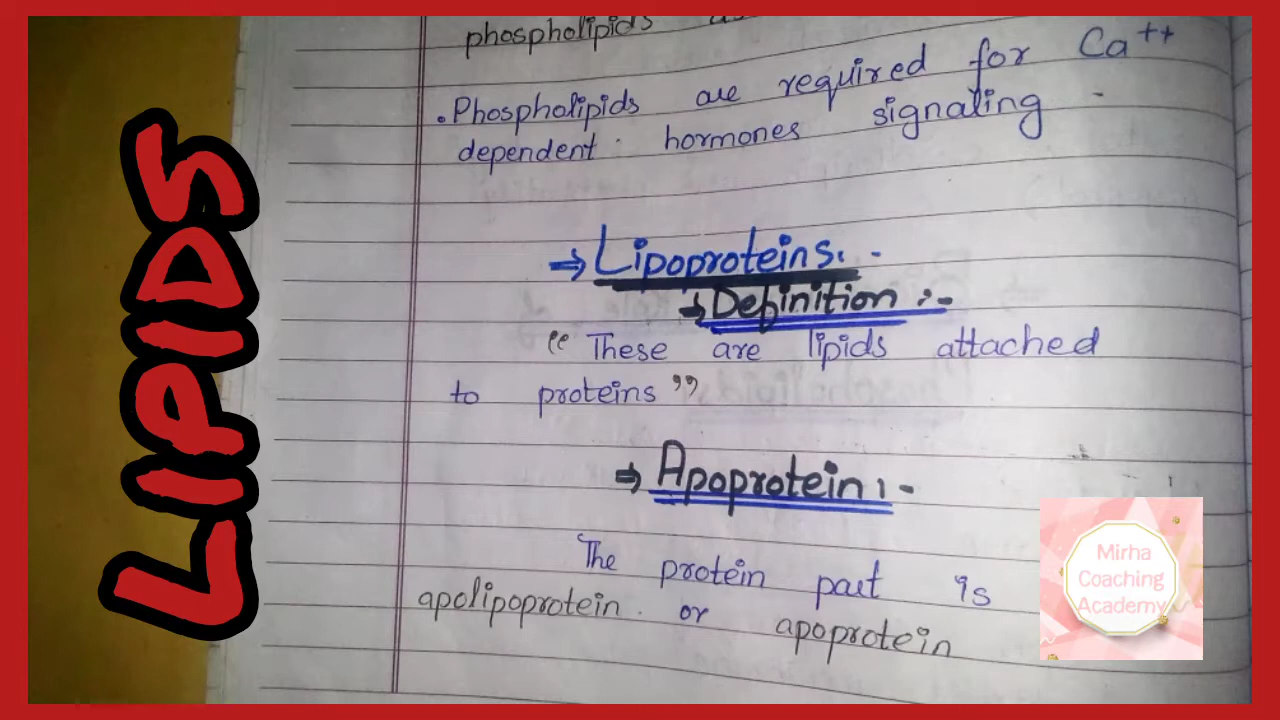 LIPIDS
phospholipids
• Phospholipids are required for Ca++
dependent hormones signaling -
⇒ Lipoproteins: -
→ Definition :-
“ These are lipids attached
to proteins ”
⇒ Apoprotein: -
The protein part is
apolipoprotein or apoprotein
Mirha
Coaching
Academy